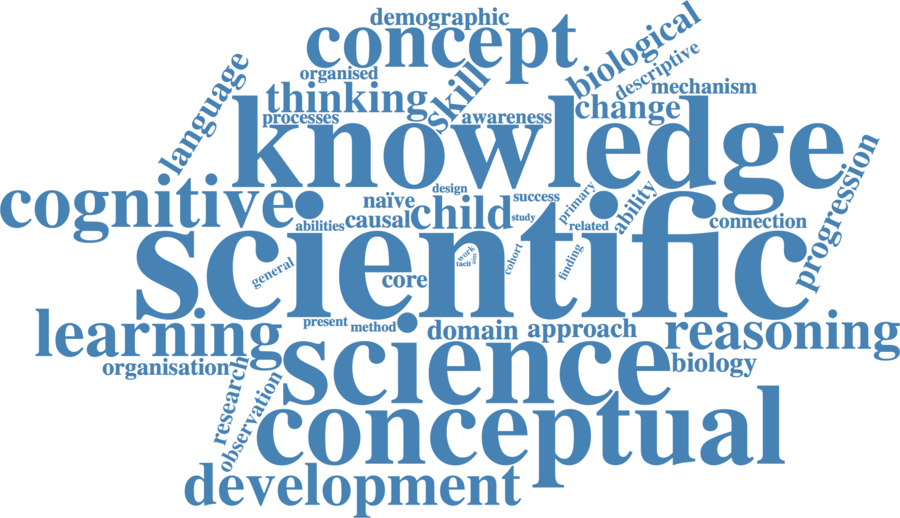 demographic
concept
biological
descriptive
organised
thinking
skill
mechanism
language
processes
awareness
change
knowledge
progression
cognitive
naïve
design
success
primary
ability
child
study
abilities
causal
related
connection
scientific
work
tacit
aim
cohort
finding
general
core
learning
present
method
domain
approach
reasoning
organisation
science
biology
research
observation
conceptual
development